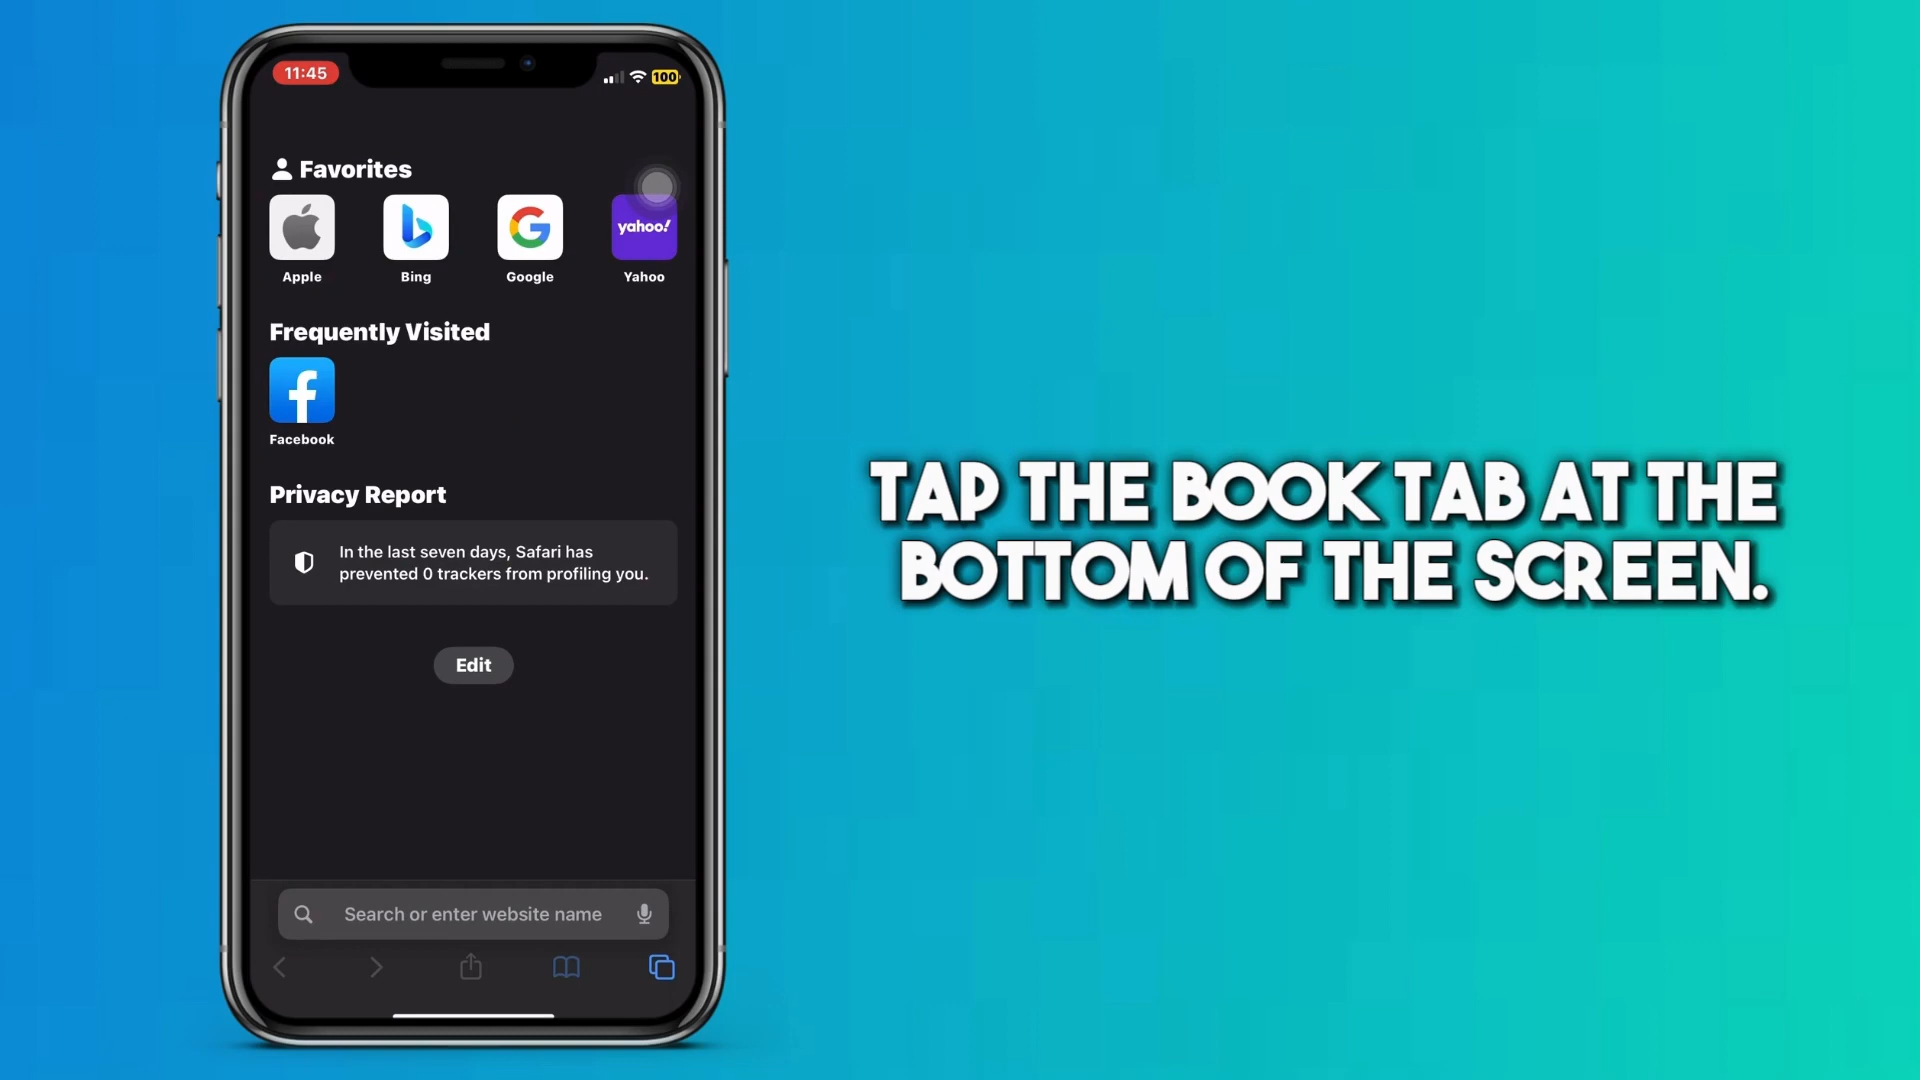 11:45
100
Favorites
yahoo!
Apple
Bing
Google
Yahoo
Frequently Visited
Facebook
Privacy Report
In the last seven days, Safari has
prevented 0 trackers from profiling you.
Edit
Search or enter website name
TAP THE BOOK TAB AT THE
BOTTOM OF THE SCREEN.